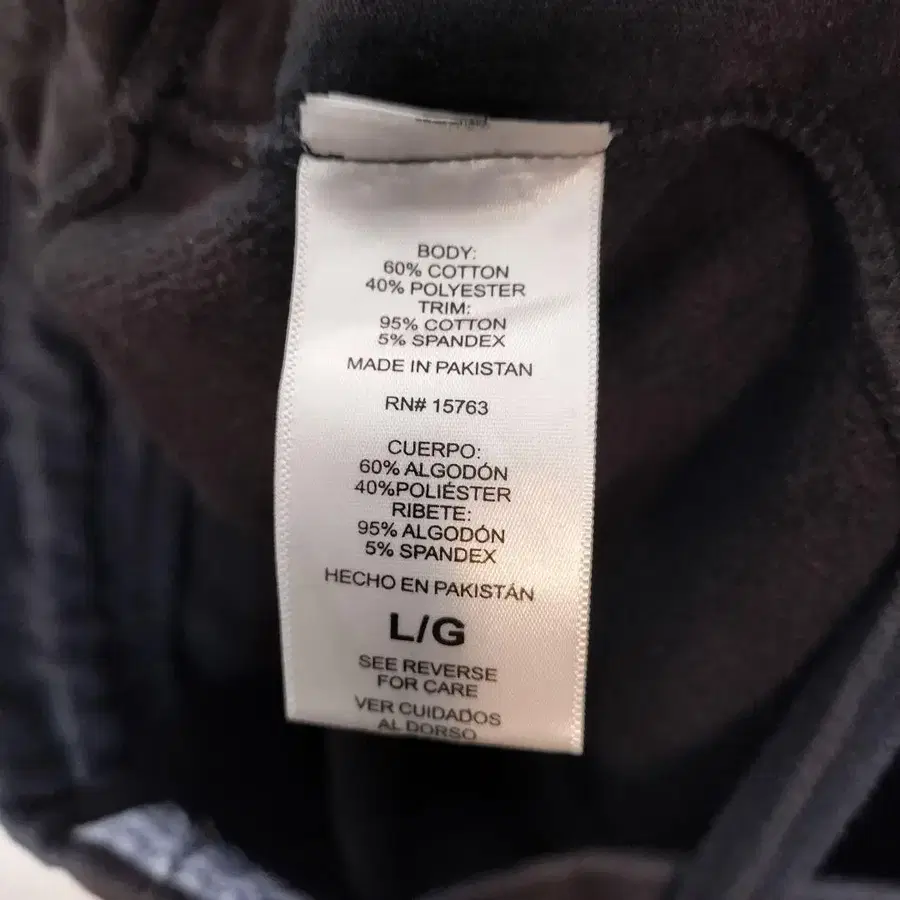 BODY:
60% COTTON
40% POLYESTER
TRIM:
95% COTTON
5% SPANDEX
MADE IN PAKISTAN
RN# 15763
CUERPO:
60% ALGODÓN
40%POLIÉSTER
RIBETE:
95% ALGODÓN
5% SPANDEX
HECHO EN PAKISTÁN
L/G
SEE REVERSE
FOR CARE
VER CUIDADOS
AL DORSO